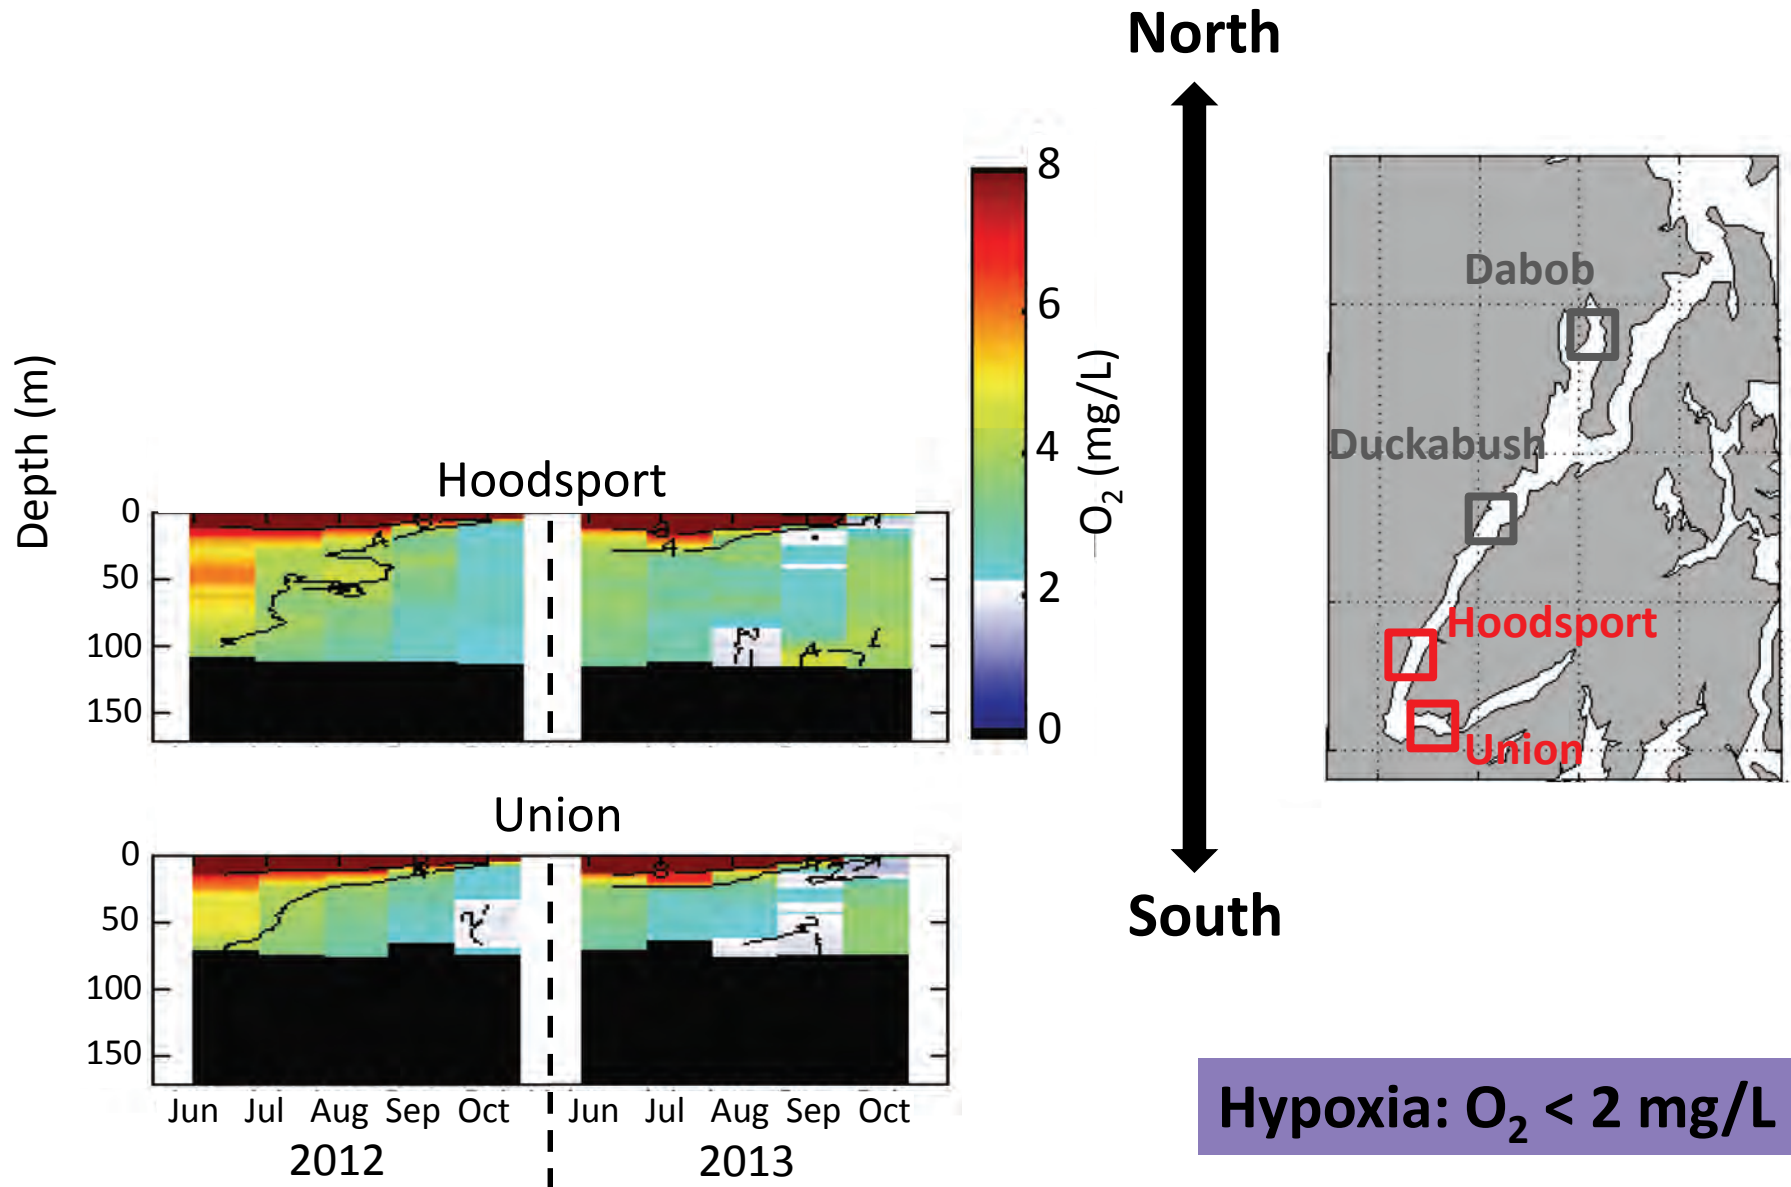 North
8
6
4
2
0
O2 (mg/L)
Dabob
Duckabush
Hoodsport
Union
Depth (m)
Hoodsport
0
50
100
150
4
Union
0
50
100
150
Jun Jul Aug Sep Oct Jun Jul Aug Sep Oct
2012 2013
South
Hypoxia: O2 < 2 mg/L